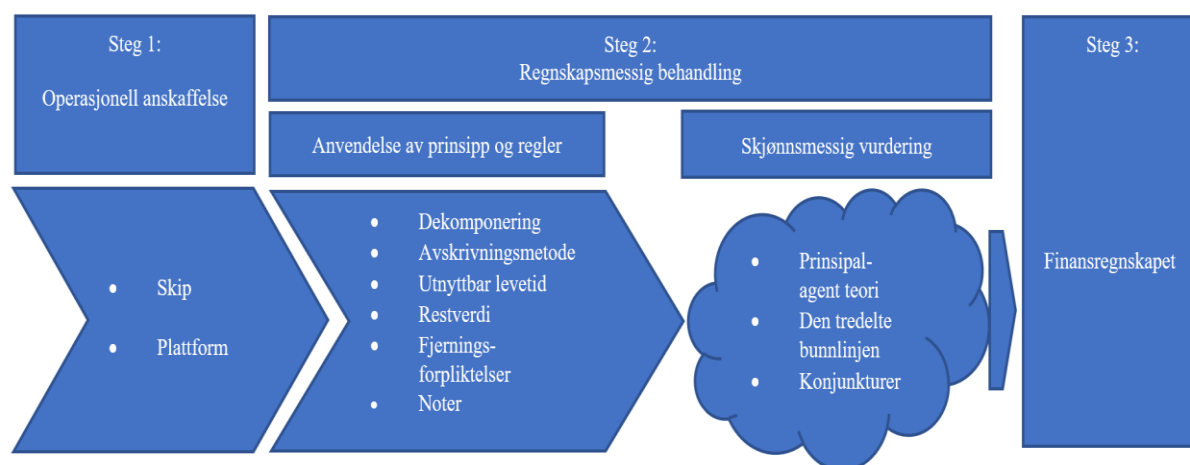 Steg 1:
Operasjonell anskaffelse
Steg 2:
Regnskapsmessig behandling
Steg 3:
Anvendelse av prinsipp og regler
Skjønnsmessig vurdering
• Skip
• Plattform
• Dekomponering
• Avskrivningsmetode
• Utnyttbar levetid
• Restverdi
• Fjernings-
forpliktelser
• Noter
• Prinsipal-
agent teori
• Den tredelte
bunnlinjen
• Konjunkturer
Finansregnskapet